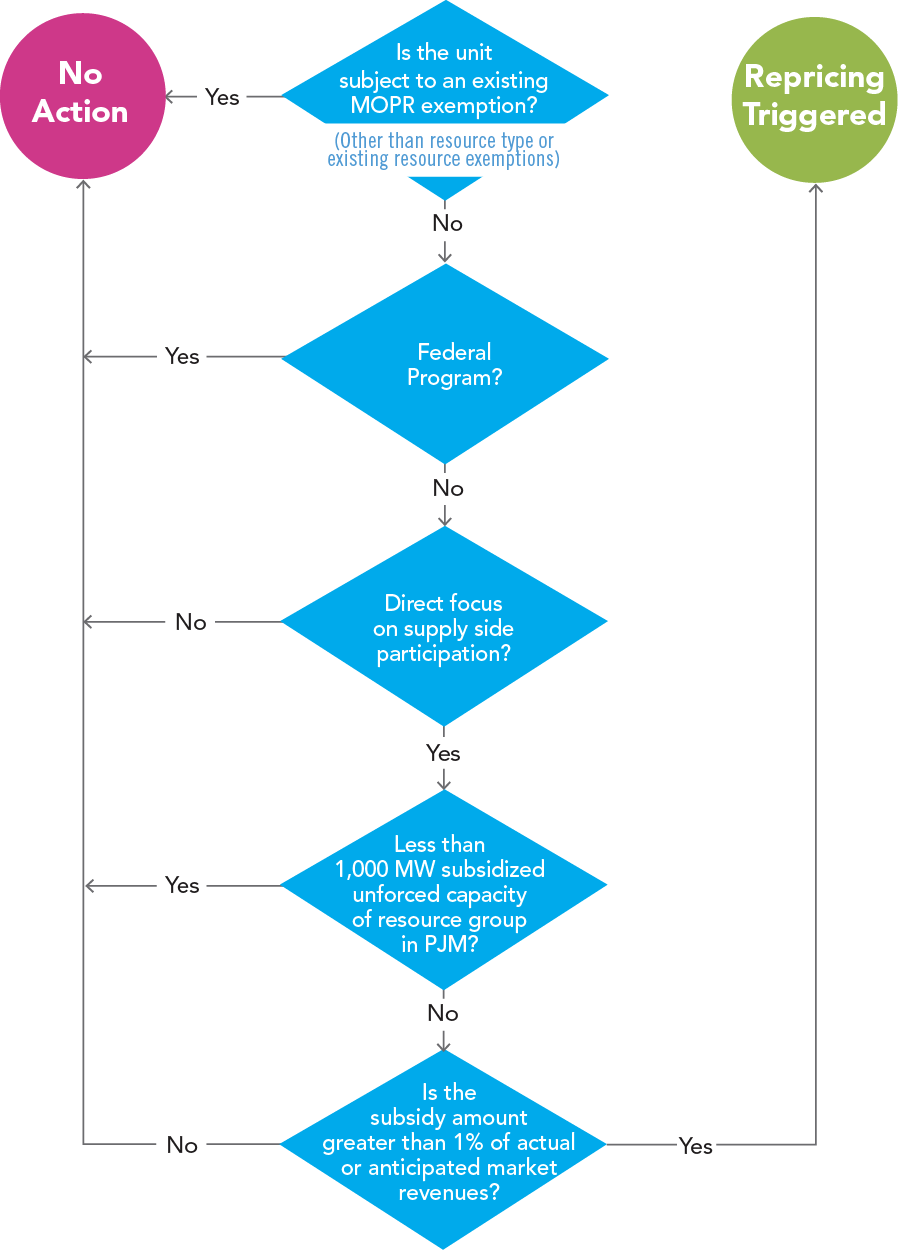 No
Action
Yes
Is the unit
subject to an existing
MOPR exemption?
(Other than resource type or
existing resource exemptions)
Repricing
Triggered
No
Yes
Federal
Program?
No
No
Direct focus
on supply side
participation?
Yes
Yes
Less than
1,000 MW subsidized
unforced capacity
of resource group
in PJM?
No
No
Is the
subsidy amount
greater than 1% of actual
or anticipated market
revenues?
Yes